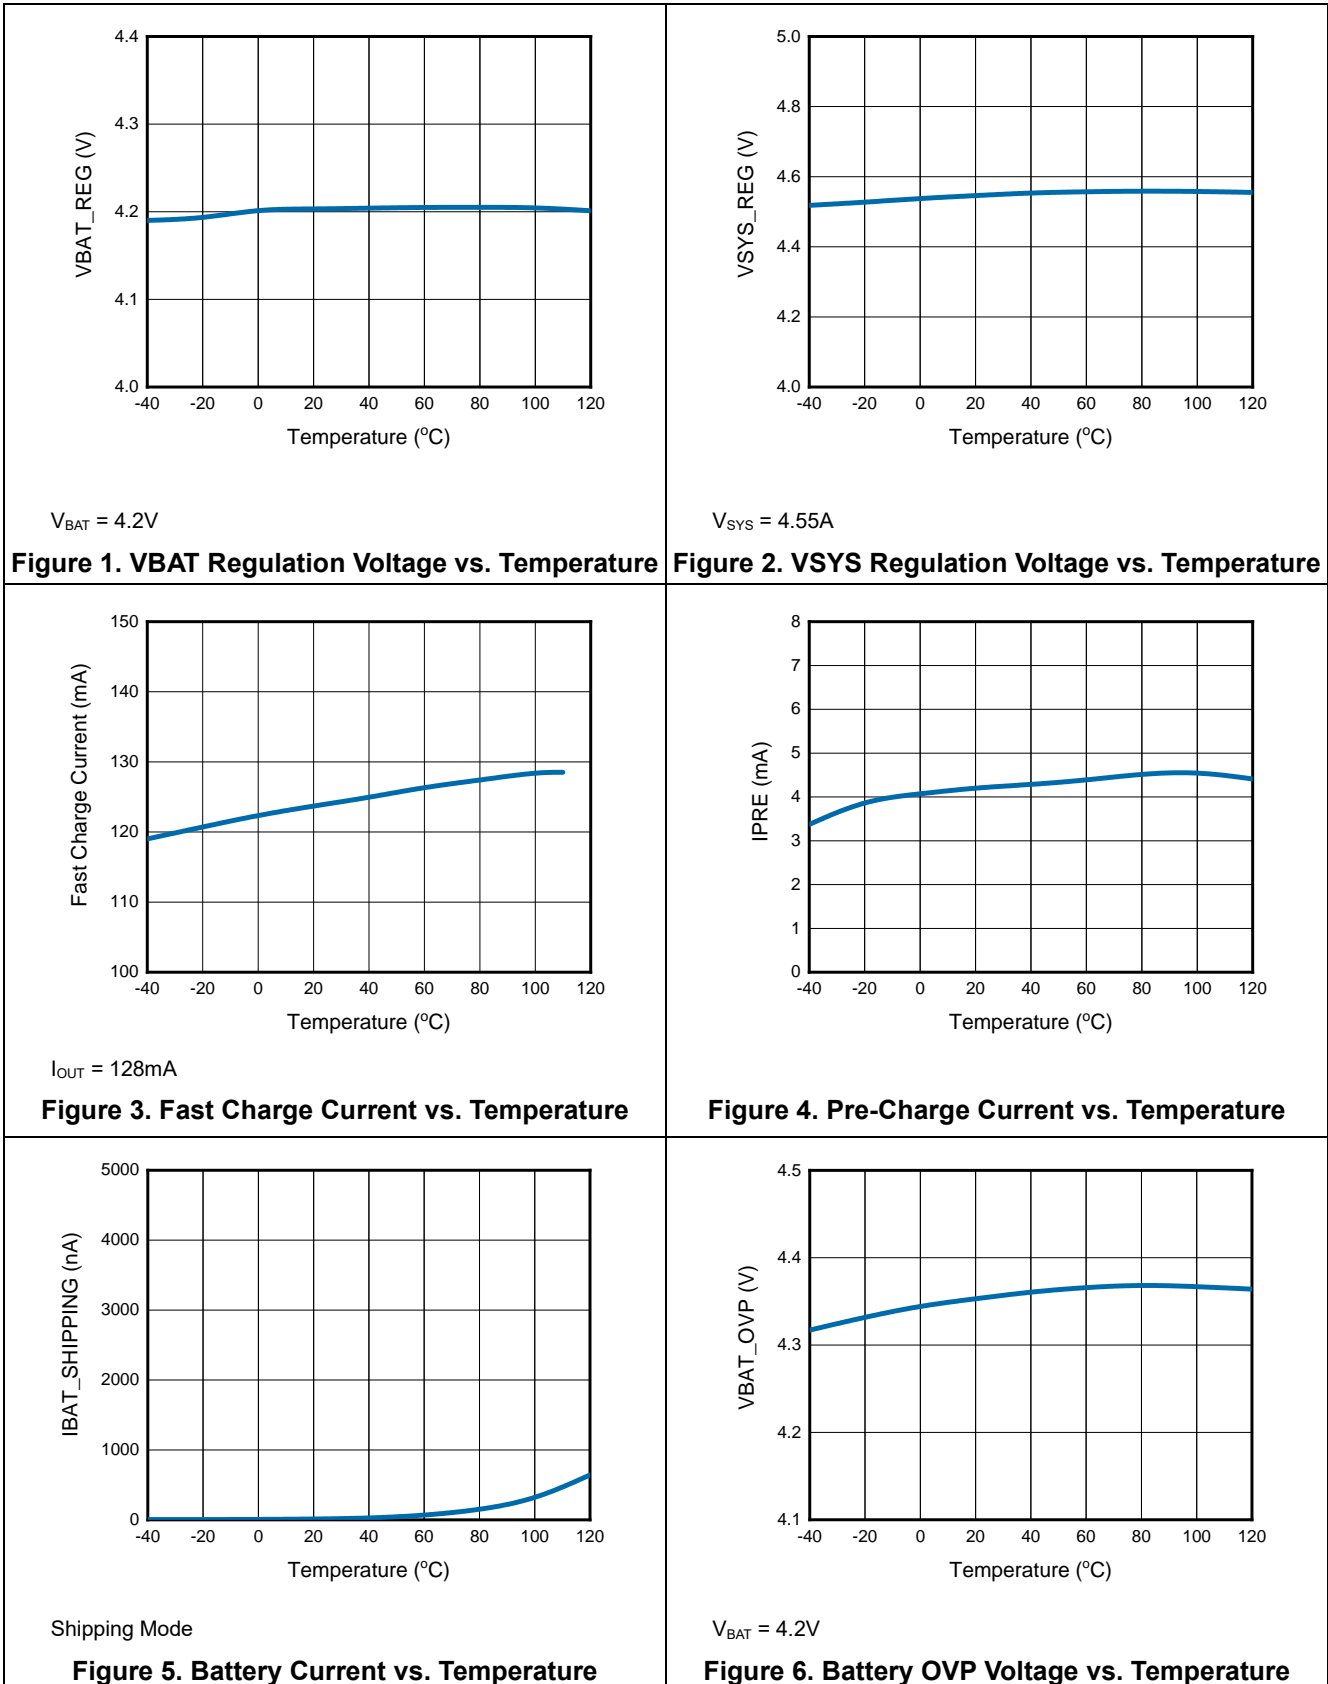 4.4
4.3
4.2
4.1
4.0
VBAT_REG (V)
-40 -20 0 20 40 60 80 100 120
Temperature (°C)
V_BAT = 4.2V
Figure 1. VBAT Regulation Voltage vs. Temperature
5.0
4.8
4.6
4.4
4.2
4.0
VSYS_REG (V)
-40 -20 0 20 40 60 80 100 120
Temperature (°C)
V_SYS = 4.55A
Figure 2. VSYS Regulation Voltage vs. Temperature
150
140
130
120
110
100
Fast Charge Current (mA)
-40 -20 0 20 40 60 80 100 120
Temperature (°C)
I_OUT = 128mA
Figure 3. Fast Charge Current vs. Temperature
8
7
6
5
4
3
2
1
0
IPRE (mA)
-40 -20 0 20 40 60 80 100 120
Temperature (°C)
Figure 4. Pre-Charge Current vs. Temperature
5000
4000
3000
2000
1000
0
IBAT_SHIPPING (nA)
-40 -20 0 20 40 60 80 100 120
Temperature (°C)
Shipping Mode
Figure 5. Battery Current vs. Temperature
4.5
4.4
4.3
4.2
4.1
VBAT_OVP (V)
-40 -20 0 20 40 60 80 100 120
Temperature (°C)
V_BAT = 4.2V
Figure 6. Battery OVP Voltage vs. Temperature